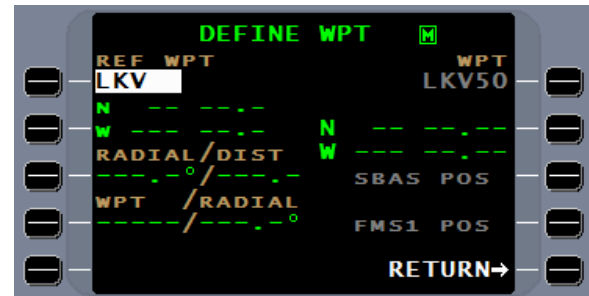 DEFINE WPT M
REF WPT WPT
LKV LKV50
N -- --.-
W --- --.- N -- --.--
RADIAL/DIST W --- --.--
---.-°/---.- SBAS POS
WPT /RADIAL
-----/---.-° FMS1 POS
RETURN→